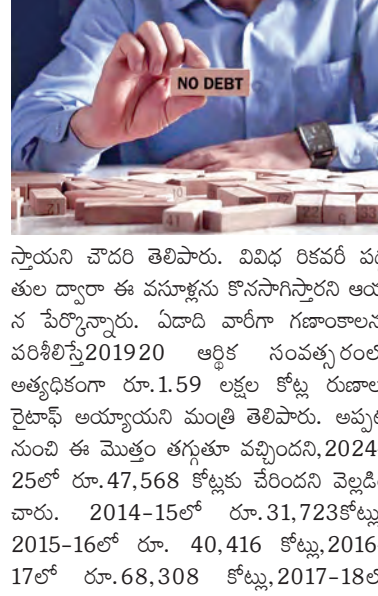 NO DEBT
స్తాయని చౌదరి తెలిపారు. వివిధ రికవరీ పద్ధ
తుల ద్వారా ఈ వసూళ్లను కొనసాగిస్తారని ఆయ
న పేర్కొన్నారు. ఏడాది వారీగా గణాంకాలను
పరిశీలిస్తే201920 ఆర్థిక సంవత్సరంలో
అత్యధికంగా రూ.1.59 లక్షల కోట్ల రుణాలు
రైటాఫ్ అయ్యాయని మంత్రి తెలిపారు. అప్పటి
నుంచి ఈ మొత్తం తగ్గుతూ వచ్చిందని,2024-
25లో రూ.47,568 కోట్లకు చేరిందని వెల్లడిం
చారు. 2014-15లో రూ.31,723కోట్లు,
2015-16లో రూ. 40,416 కోట్లు,2016-
17లో రూ.68,308 కోట్లు,2017-18లో